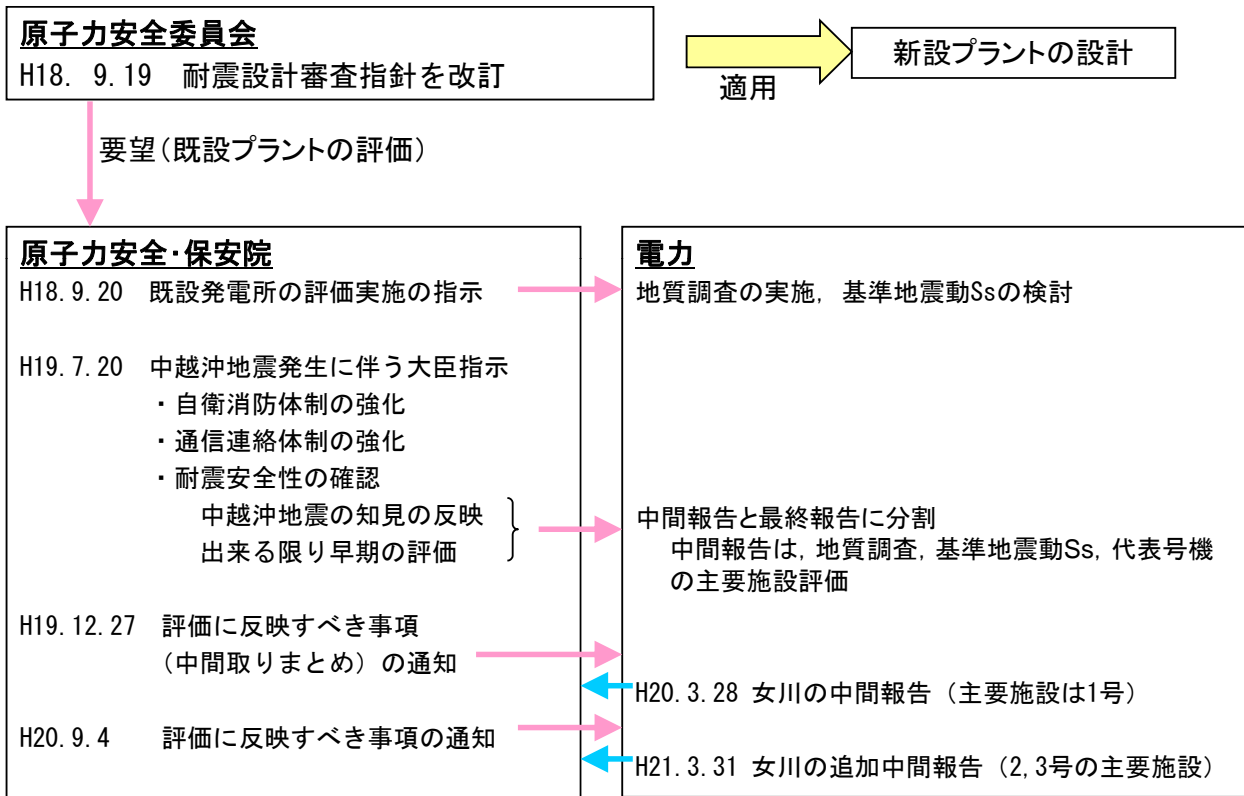 原子力安全委員会
H18. 9.19 耐震設計審査指針を改訂
適用
新設プラントの設計
要望(既設プラントの評価)
原子力安全・保安院
H18.9.20 既設発電所の評価実施の指示
H19.7.20 中越沖地震発生に伴う大臣指示
・自衛消防体制の強化
・通信連絡体制の強化
・耐震安全性の確認
中越沖地震の知見の反映
出来る限り早期の評価
H19.12.27 評価に反映すべき事項
(中間取りまとめ)の通知
H20.9.4 評価に反映すべき事項の通知
電力
地質調査の実施, 基準地震動Ssの検討
中間報告と最終報告に分割
中間報告は, 地質調査, 基準地震動Ss, 代表号機
の主要施設評価
H20.3.28 女川の中間報告(主要施設は1号)
H21.3.31 女川の追加中間報告(2,3号の主要施設)